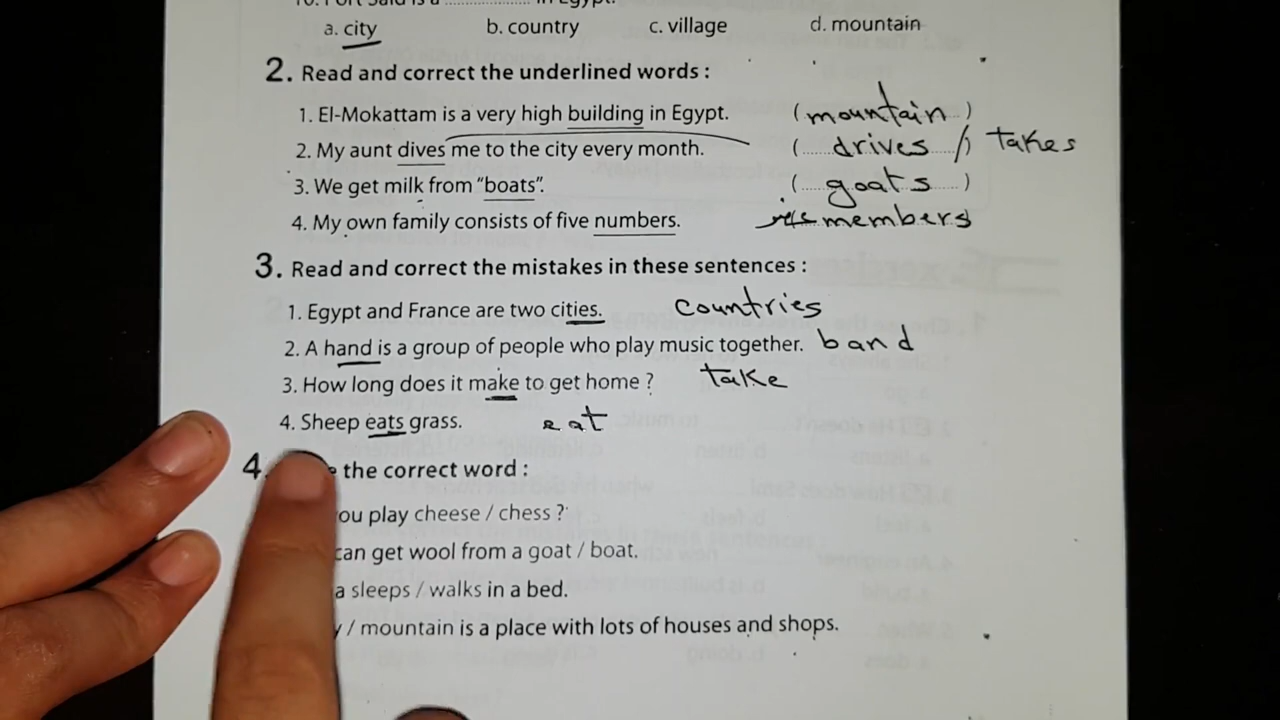 in Egypt.
a. city b. country c. village d. mountain
2. Read and correct the underlined words :
1. El-Mokattam is a very high building in Egypt. (mountain)
2. My aunt dives me to the city every month. (drives /) takes
3. We get milk from “boats”. (goats)
4. My own family consists of five numbers. members
3. Read and correct the mistakes in these sentences :
1. Egypt and France are two cities. countries
2. A hand is a group of people who play music together. band
3. How long does it make to get home ? take
4. Sheep eats grass. eat
4. the correct word :
you play cheese / chess ?
can get wool from a goat / boat.
sleeps / walks in a bed.
/ mountain is a place with lots of houses and shops.